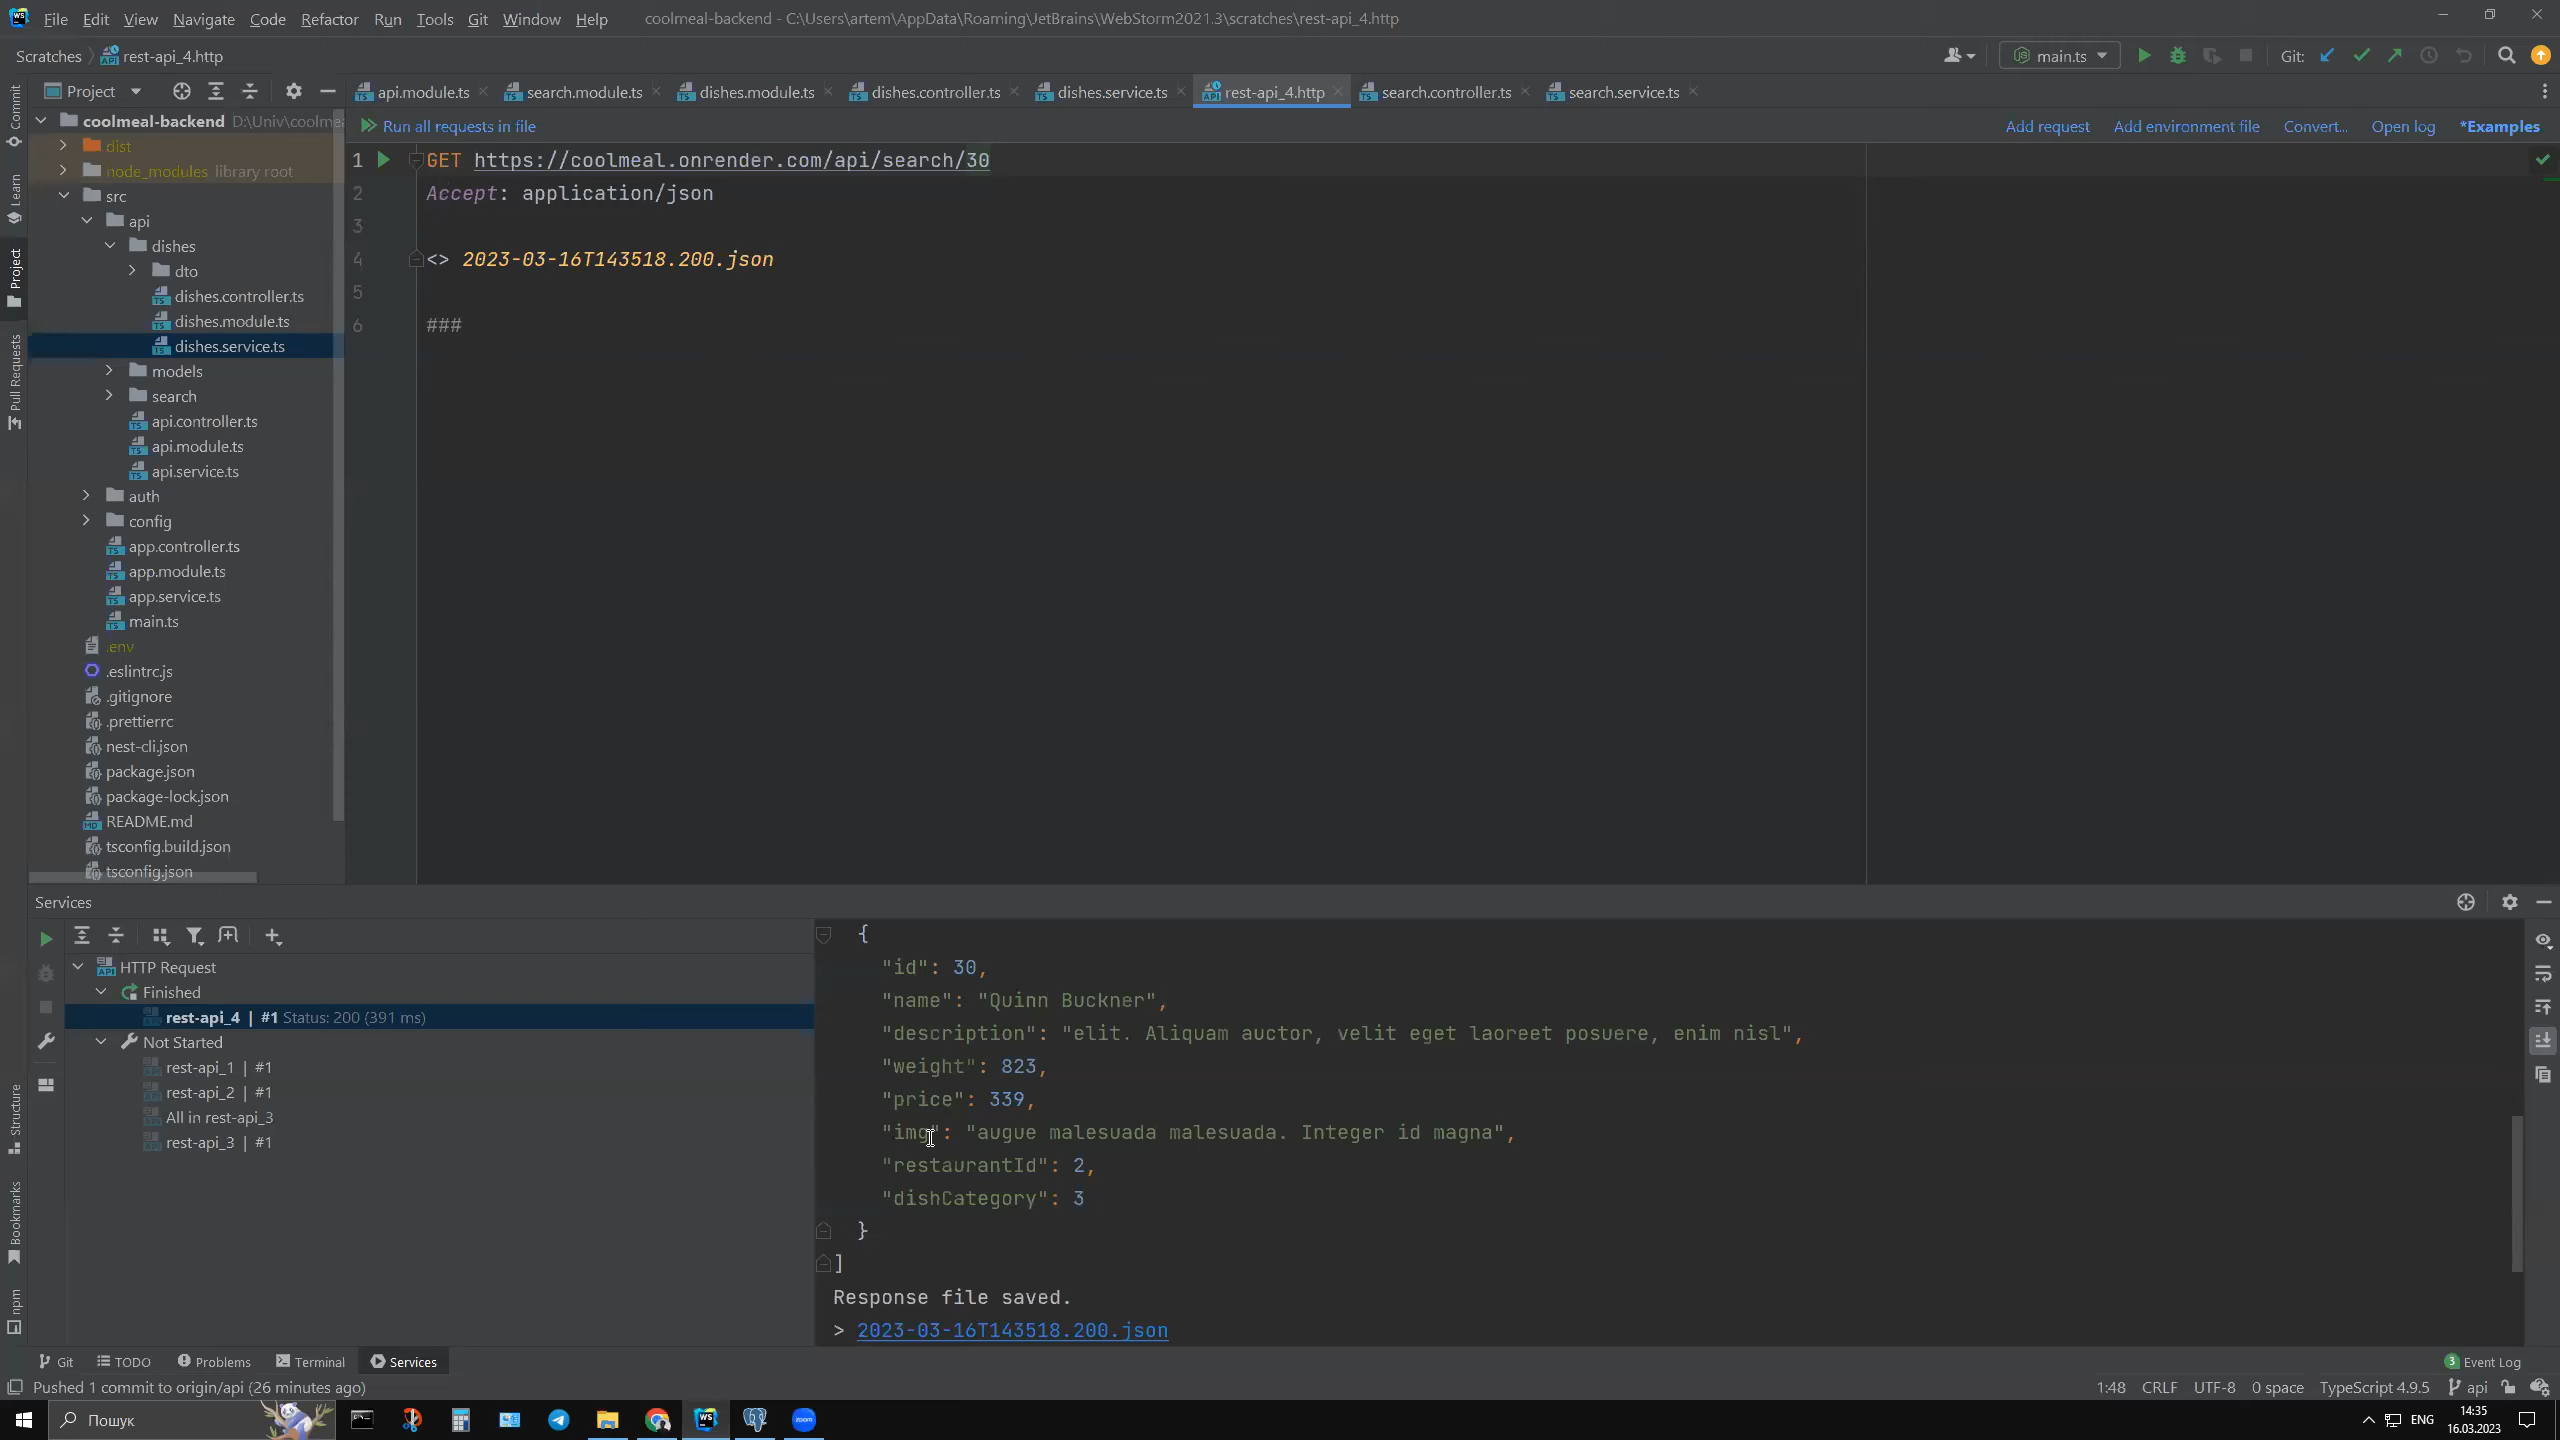 File Edit View Navigate Code Refactor Run Tools Git Window Help coolmeal-backend - C:\Users\artem\AppData\Roaming\JetBrains\WebStorm2021.3\scratches\rest-api_4.http
Scratches rest-api_4.http main.ts Git:
Project api.module.ts search.module.ts dishes.module.ts dishes.controller.ts dishes.service.ts rest-api_4.http search.controller.ts search.service.ts
Run all requests in file Add request Add environment file Convert... Open log *Examples
Commit
Learn
Project
Pull Requests
Structure
Bookmarks
npm
coolmeal-backend D:\Univ\coolme
dist
node_modules library root
src
api
dishes
dto
dishes.controller.ts
dishes.module.ts
dishes.service.ts
models
search
api.controller.ts
api.module.ts
api.service.ts
auth
config
app.controller.ts
app.module.ts
app.service.ts
main.ts
.env
.eslintrc.js
.gitignore
.prettierrc
nest-cli.json
package.json
package-lock.json
README.md
tsconfig.build.json
tsconfig.json
1 GET https://coolmeal.onrender.com/api/search/30
2 Accept: application/json
3
4 <> 2023-03-16T143518.200.json
5
6 ###
Services
HTTP Request
Finished
rest-api_4 | #1 Status: 200 (391 ms)
Not Started
rest-api_1 | #1
rest-api_2 | #1
All in rest-api_3
rest-api_3 | #1
{
"id": 30,
"name": "Quinn Buckner",
"description": "elit. Aliquam auctor, velit eget laoreet posuere, enim nisl",
"weight": 823,
"price": 339,
"img": "augue malesuada malesuada. Integer id magna",
"restaurantId": 2,
"dishCategory": 3
}
]
Response file saved.
> 2023-03-16T143518.200.json
Git TODO Problems Terminal Services 3 Event Log
Pushed 1 commit to origin/api (26 minutes ago) 1:48 CRLF UTF-8 0 space TypeScript 4.9.5 api
Пошук ENG 14:35
16.03.2023